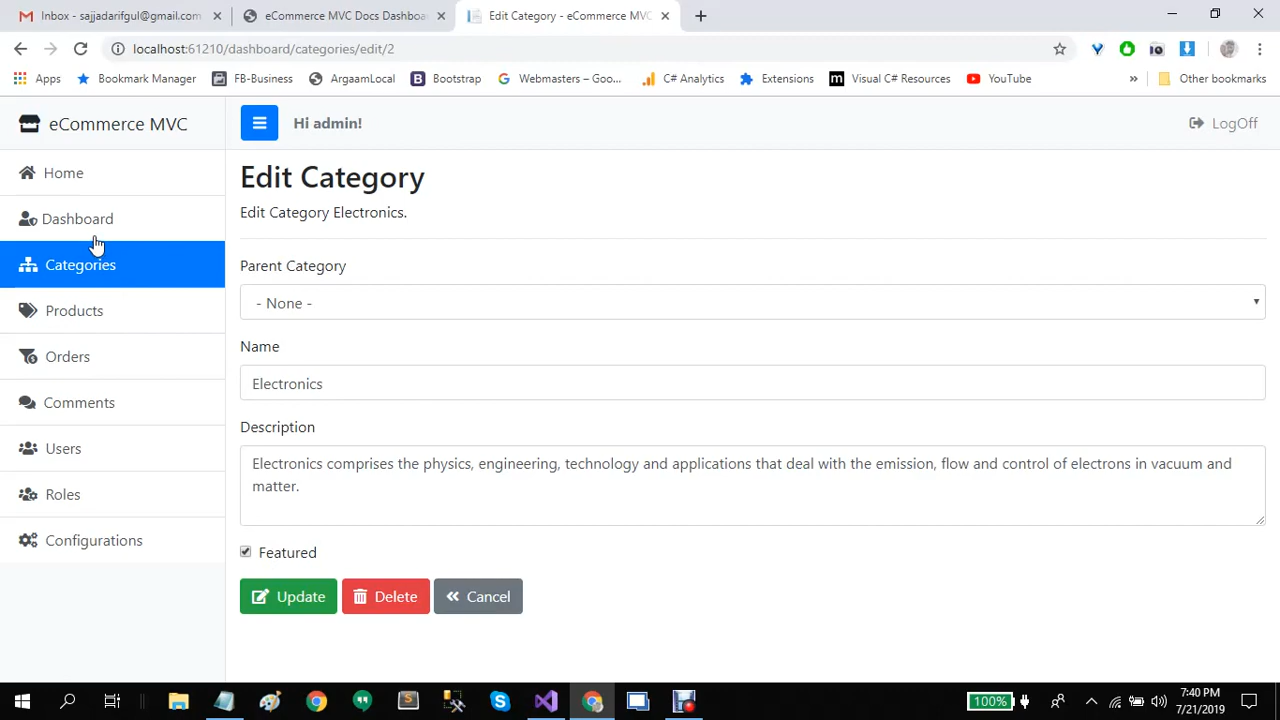 Inbox - sajjadarifgul@gmail.com
eCommerce MVC Docs Dashboa
Edit Category - eCommerce MVC
localhost:61210/dashboard/categories/edit/2
Apps
Bookmark Manager
FB-Business
ArgaamLocal
Bootstrap
Webmasters – Goo...
C# Analytics
Extensions
Visual C# Resources
YouTube
»
Other bookmarks
eCommerce MVC
Hi admin!
LogOff
Home
Dashboard
Categories
Products
Orders
Comments
Users
Roles
Configurations
Edit Category
Edit Category Electronics.
Parent Category
- None -
Name
Electronics
Description
Electronics comprises the physics, engineering, technology and applications that deal with the emission, flow and control of electrons in vacuum and
matter.
Featured
Update
Delete
Cancel
100%
7:40 PM
7/21/2019